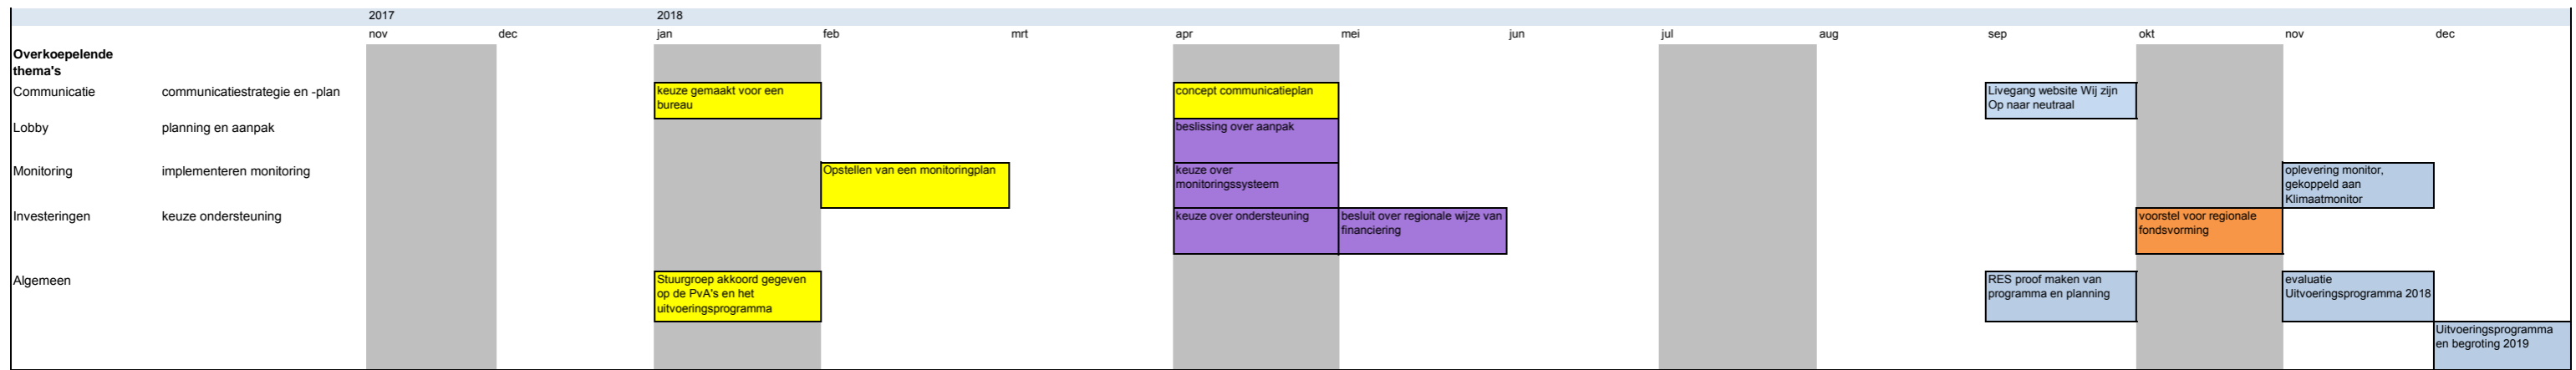 2017 2018
nov dec jan feb mrt apr mei jun jul aug sep okt nov dec
Overkoepelende
thema's
Communicatie communicatiestrategie en -plan keuze gemaakt voor een concept communicatieplan Livegang website Wij zijn
bureau Op naar neutraal
Lobby planning en aanpak beslissing over aanpak
Monitoring implementeren monitoring Opstellen van een monitoringplan keuze over oplevering monitor,
monitoringssysteem gekoppeld aan
Klimaatmonitor
Investeringen keuze ondersteuning keuze over ondersteuning besluit over regionale wijze van voorstel voor regionale
financiering fondsvorming
Algemeen Stuurgroep akkoord gegeven RES proof maken van evaluatie
op de PvA's en het programma en planning Uitvoeringsprogramma 2018
uitvoeringsprogramma
Uitvoeringsprogramma
en begroting 2019